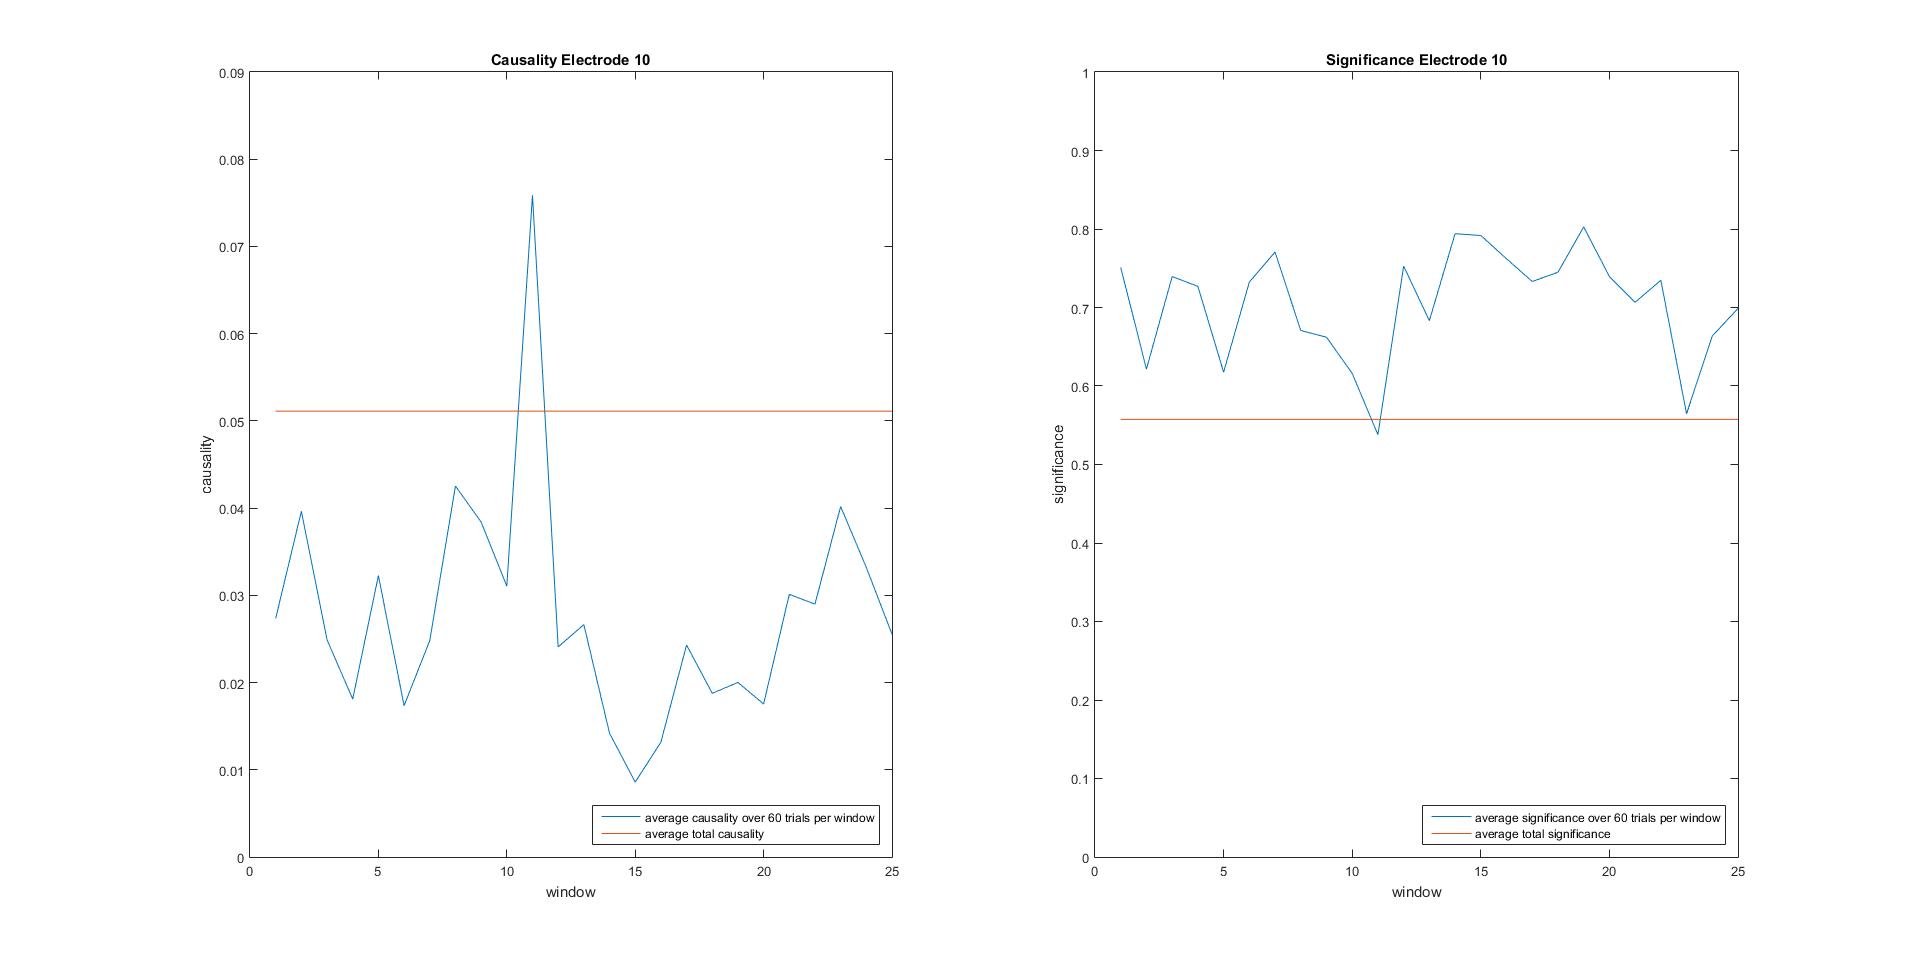 Causality Electrode 10
0.09
0.08
0.07
0.06
0.05
0.04
0.03
0.02
0.01
0
causality
0 5 10 15 20 25
window
average causality over 60 trials per window
average total causality
Significance Electrode 10
1
0.9
0.8
0.7
0.6
0.5
0.4
0.3
0.2
0.1
0
significance
0 5 10 15 20 25
window
average significance over 60 trials per window
average total significance